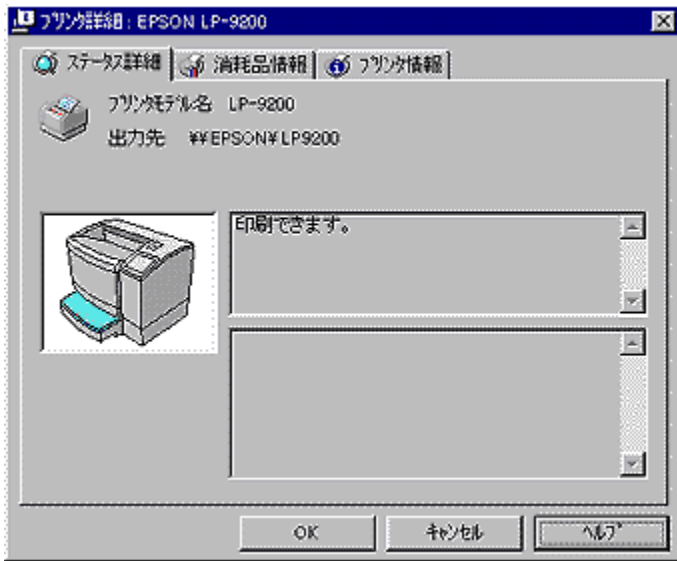 ﾌﾟﾘﾝﾀ詳細 : EPSON LP-9200
ｽﾃｰﾀｽ詳細
消耗品情報
ﾌﾟﾘﾝﾀ情報
ﾌﾟﾘﾝﾀﾓﾃﾞﾙ名 LP-9200
出力先 ¥¥EPSON¥LP9200
印刷できます。
OK
ｷｬﾝｾﾙ
ﾍﾙﾌﾟ